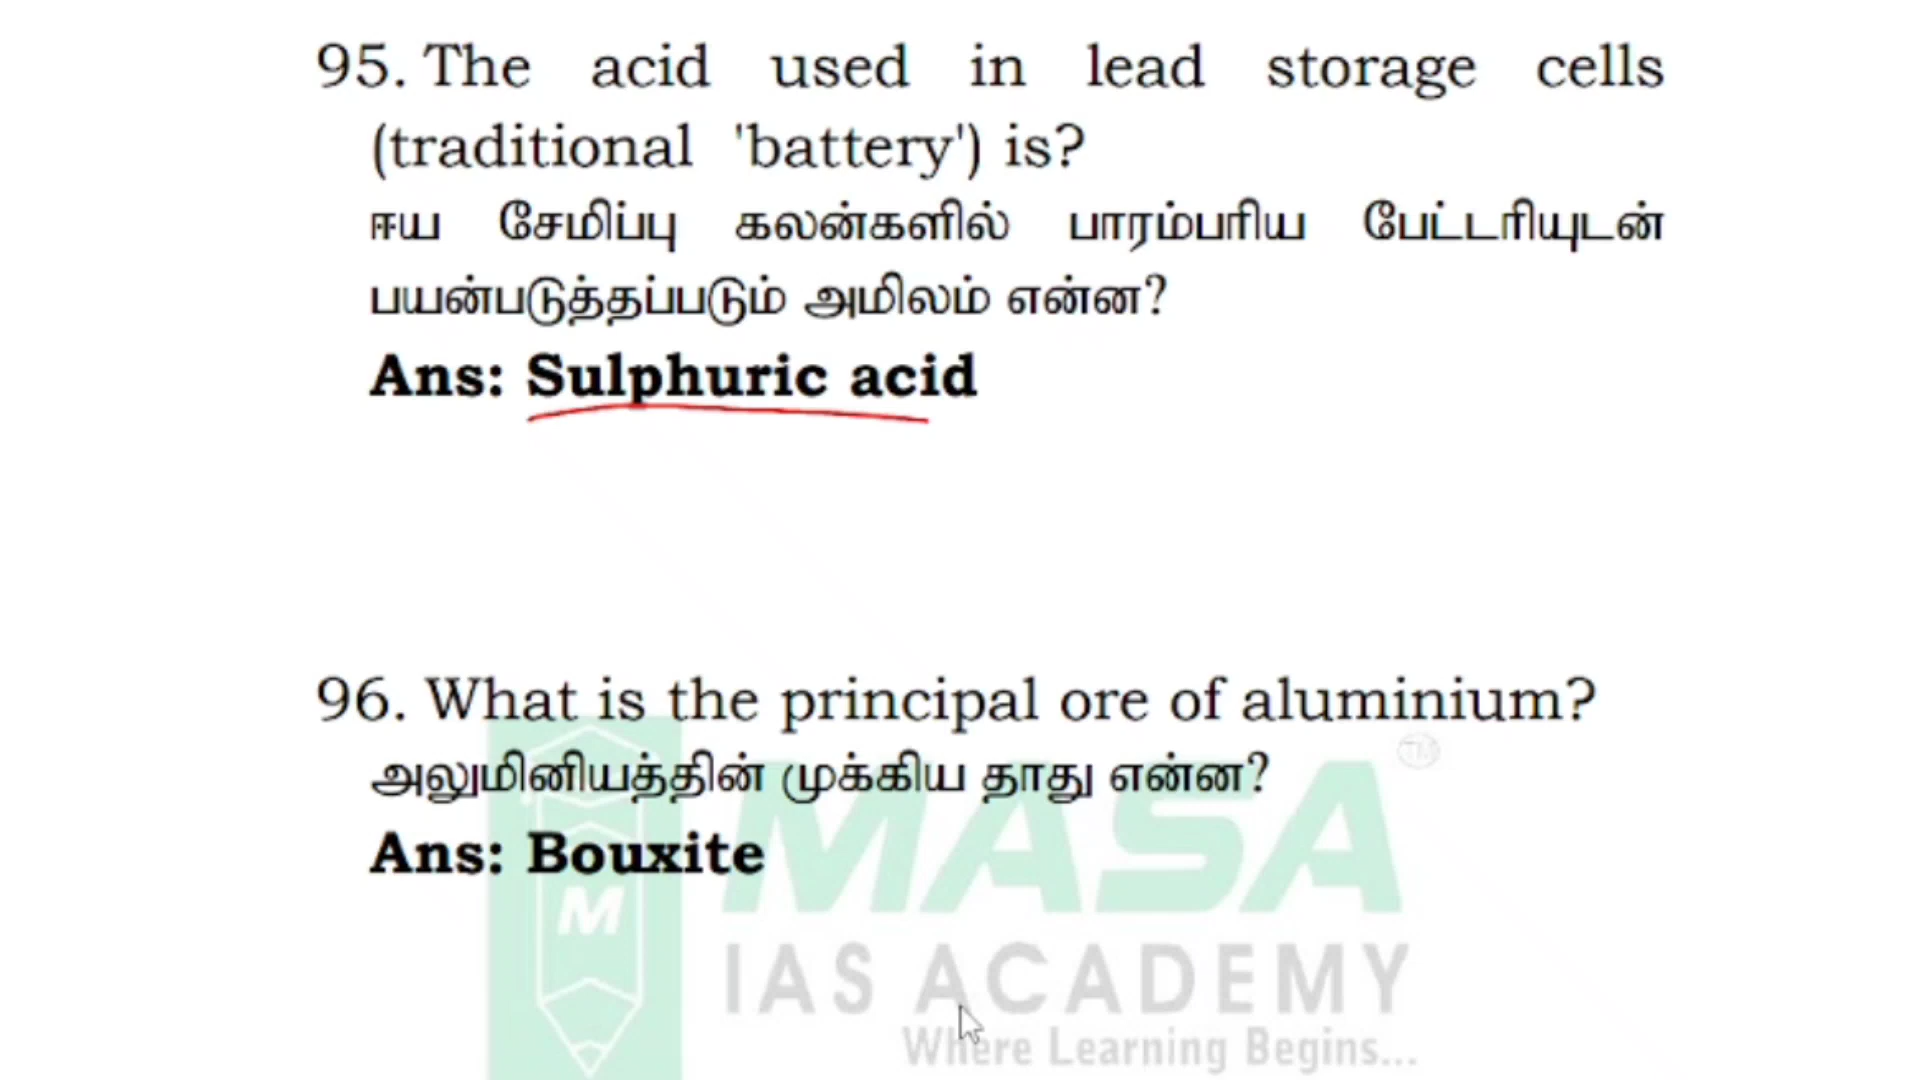 95. The acid used in lead storage cells
(traditional 'battery') is?
ஈய சேமிப்பு கலன்களில் பாரம்பரிய பேட்டரியுடன்
பயன்படுத்தப்படும் அமிலம் என்ன?
Ans: Sulphuric acid
96. What is the principal ore of aluminium?
அலுமினியத்தின் முக்கிய தாது என்ன?
Ans: Bouxite
M
MASA
TM
IAS ACADEMY
Where Learning Begins...